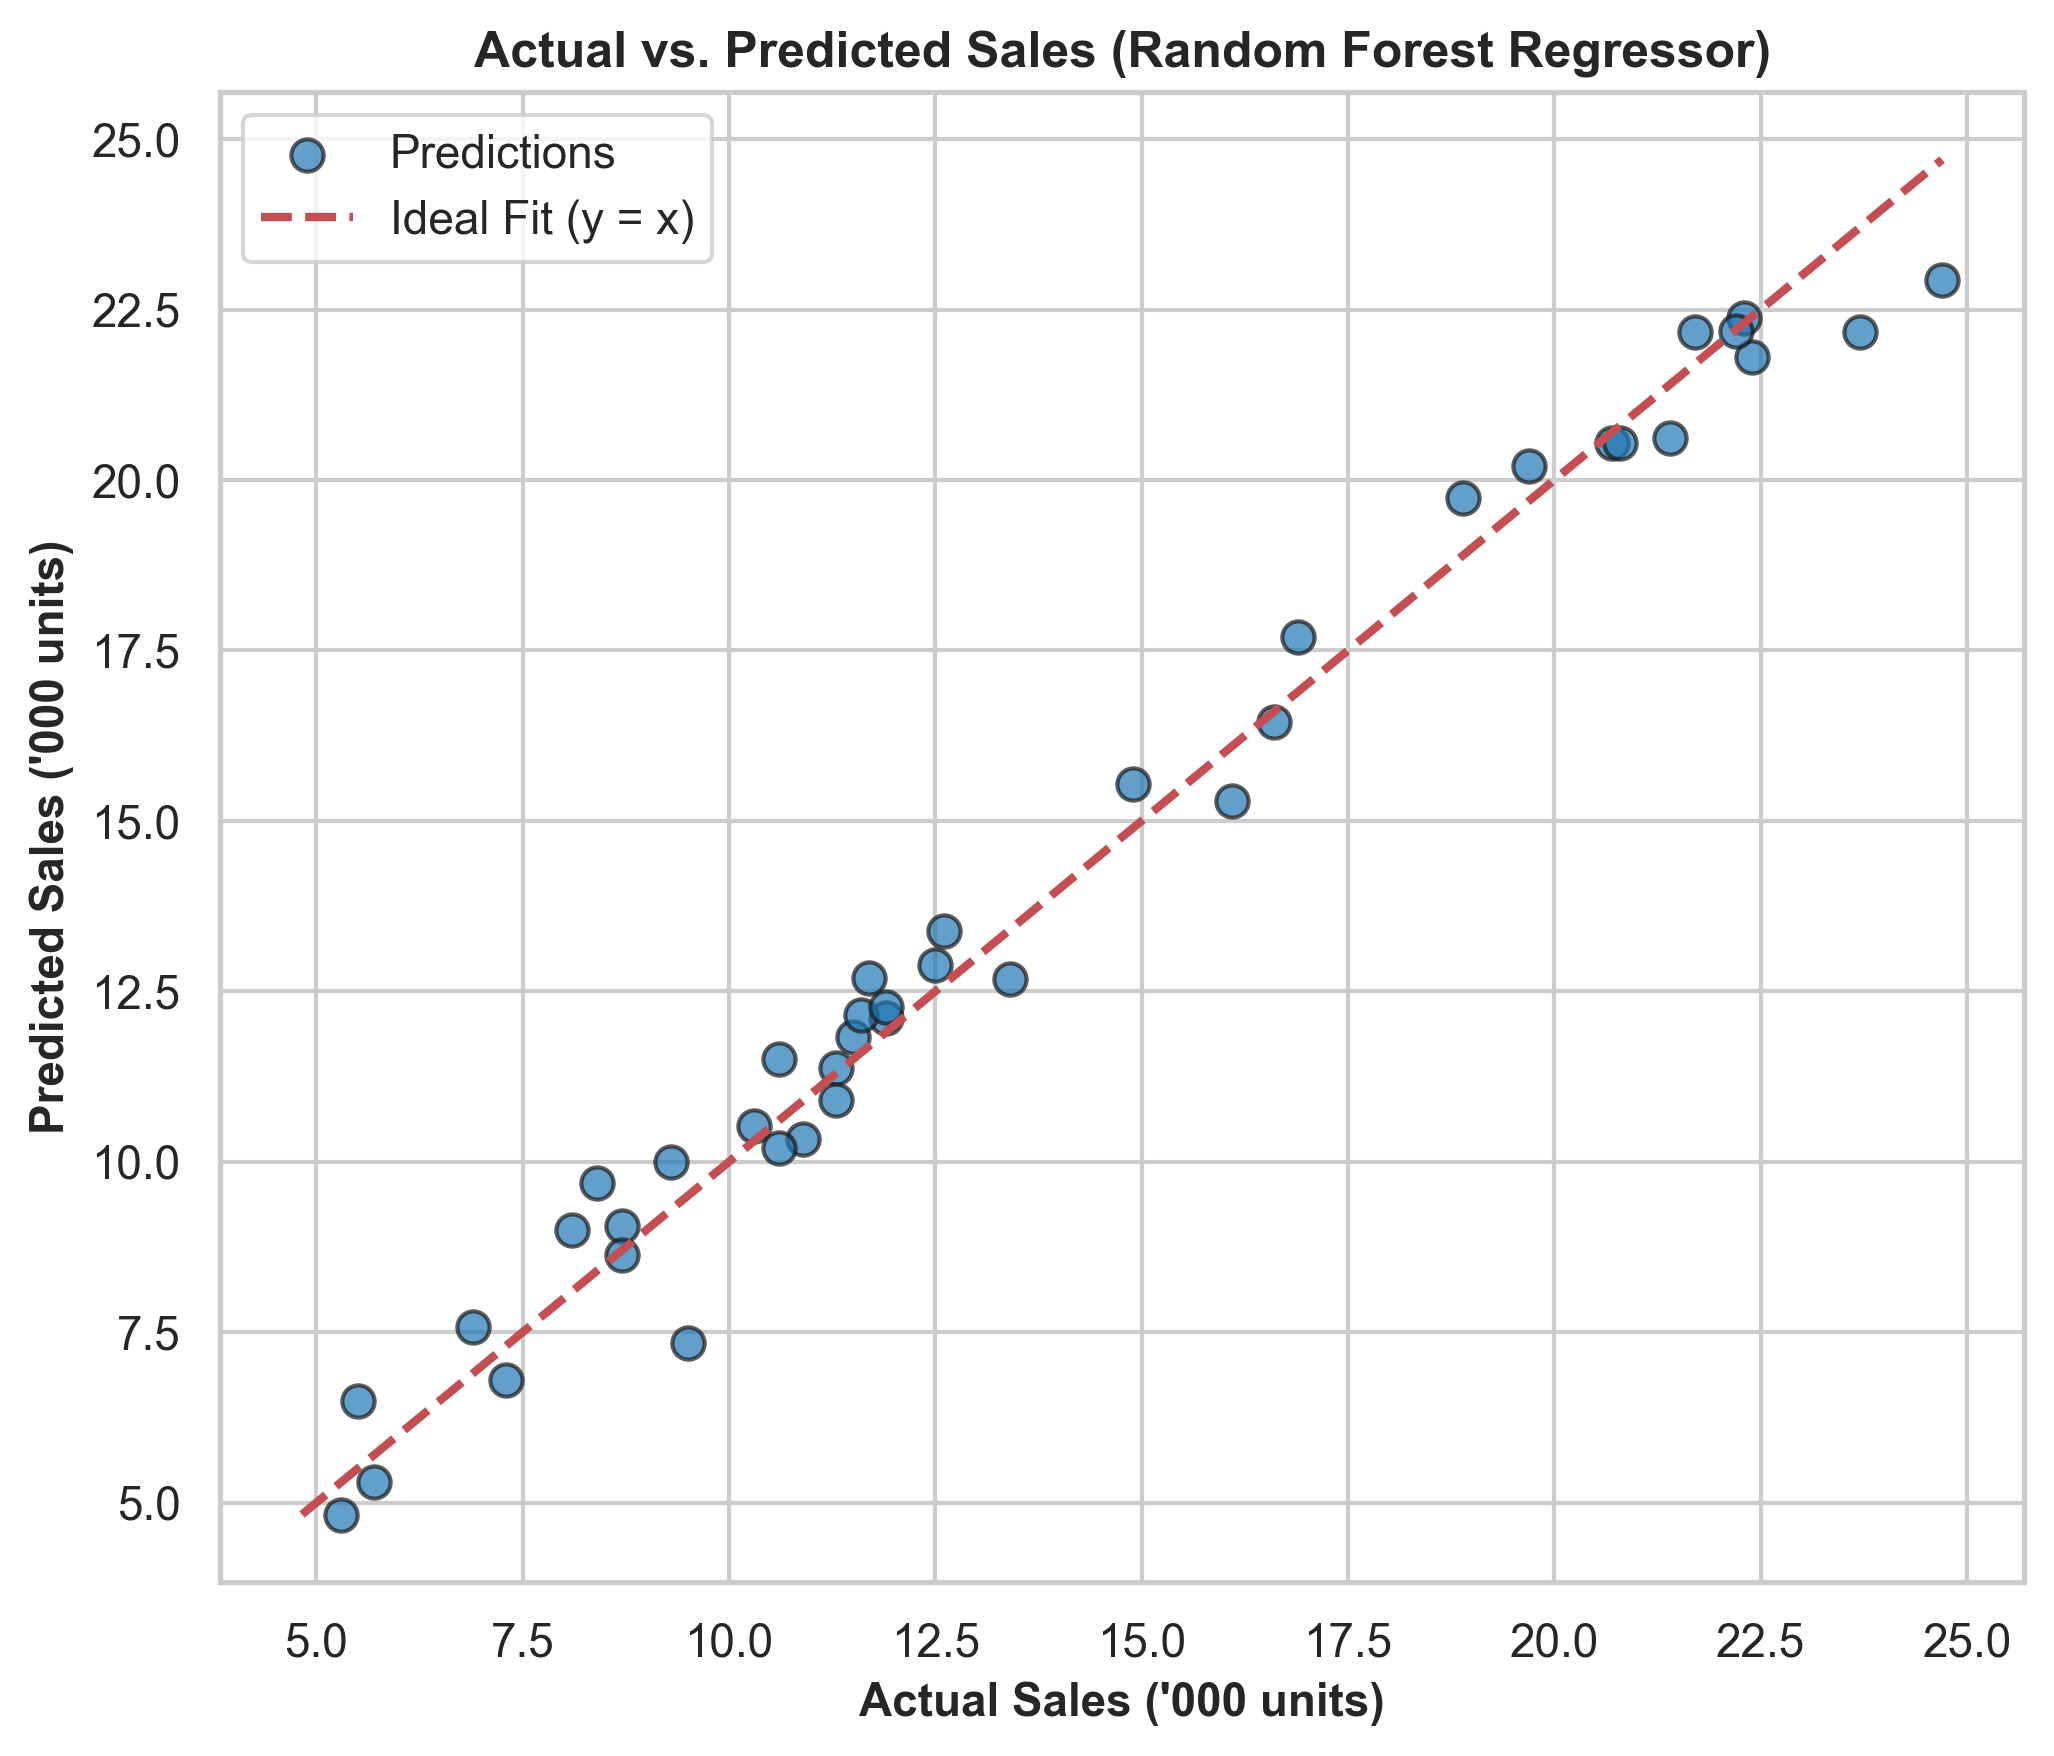 Actual vs. Predicted Sales (Random Forest Regressor)
Predictions
Ideal Fit (y = x)
25.0
22.5
20.0
17.5
15.0
12.5
10.0
7.5
5.0
Predicted Sales ('000 units)
5.0 7.5 10.0 12.5 15.0 17.5 20.0 22.5 25.0
Actual Sales ('000 units)